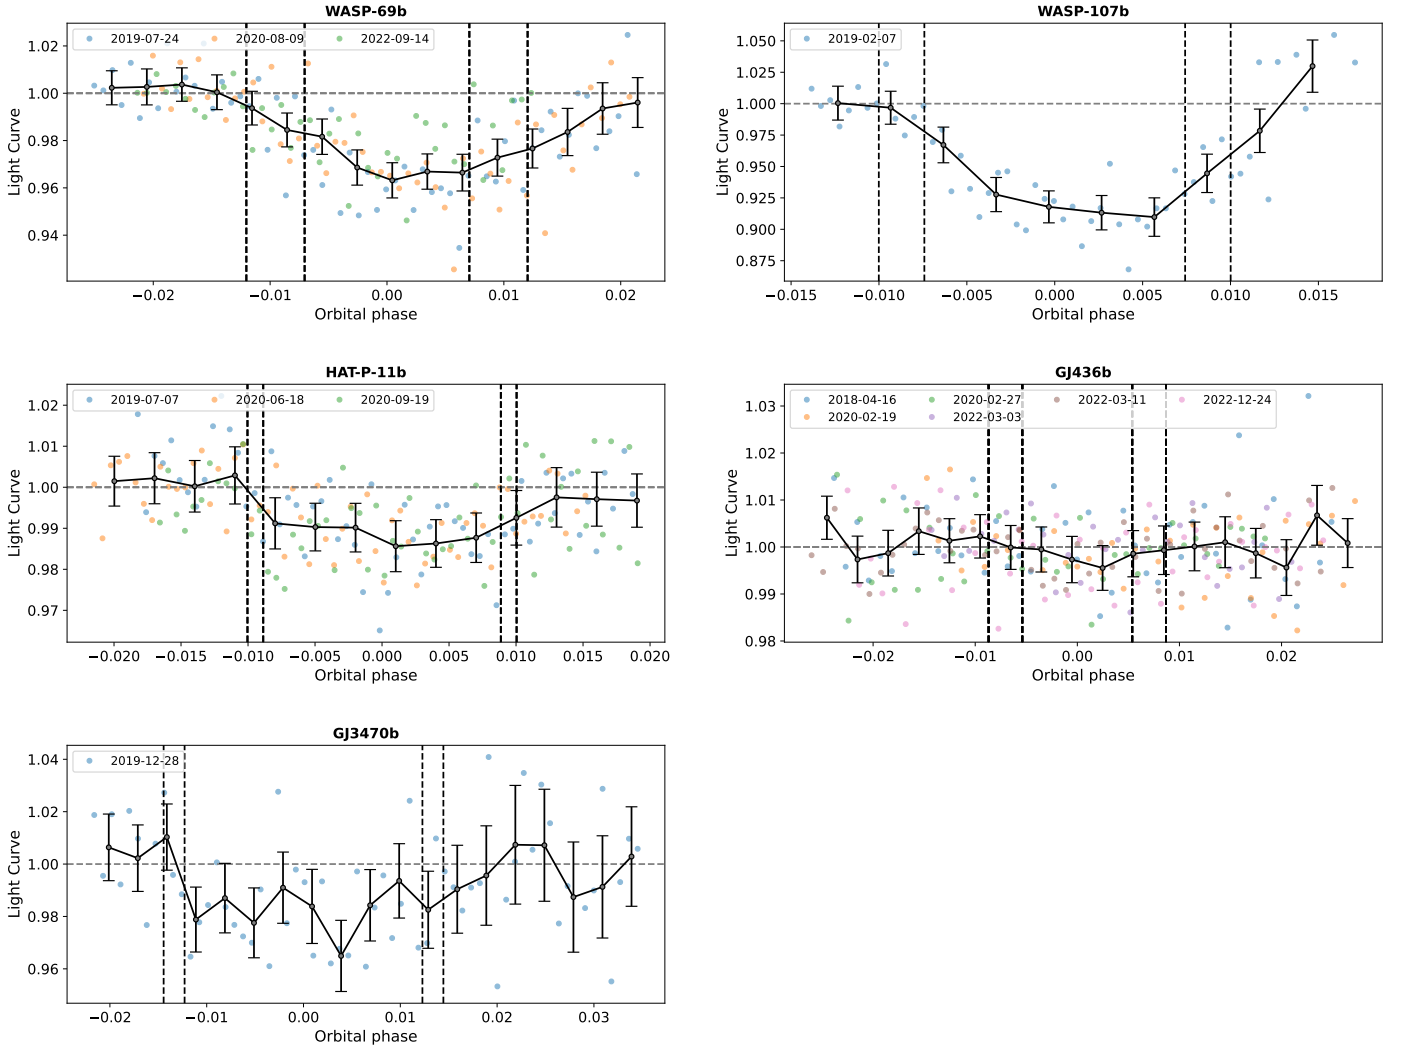 WASP-69b
1.02
1.00
0.98
0.96
0.94
Light Curve
2019-07-24 2020-08-09 2022-09-14
−0.02 −0.01 0.00 0.01 0.02
Orbital phase
WASP-107b
1.050
1.025
1.000
0.975
0.950
0.925
0.900
0.875
Light Curve
2019-02-07
−0.015 −0.010 −0.005 0.000 0.005 0.010 0.015
Orbital phase
HAT-P-11b
1.02
1.01
1.00
0.99
0.98
0.97
Light Curve
2019-07-07 2020-06-18 2020-09-19
−0.020 −0.015 −0.010 −0.005 0.000 0.005 0.010 0.015 0.020
Orbital phase
GJ436b
1.03
1.02
1.01
1.00
0.99
0.98
Light Curve
2018-04-16 2020-02-27 2022-03-11 2022-12-24
2020-02-19 2022-03-03
−0.02 −0.01 0.00 0.01 0.02
Orbital phase
GJ3470b
1.04
1.02
1.00
0.98
0.96
Light Curve
2019-12-28
−0.02 −0.01 0.00 0.01 0.02 0.03
Orbital phase